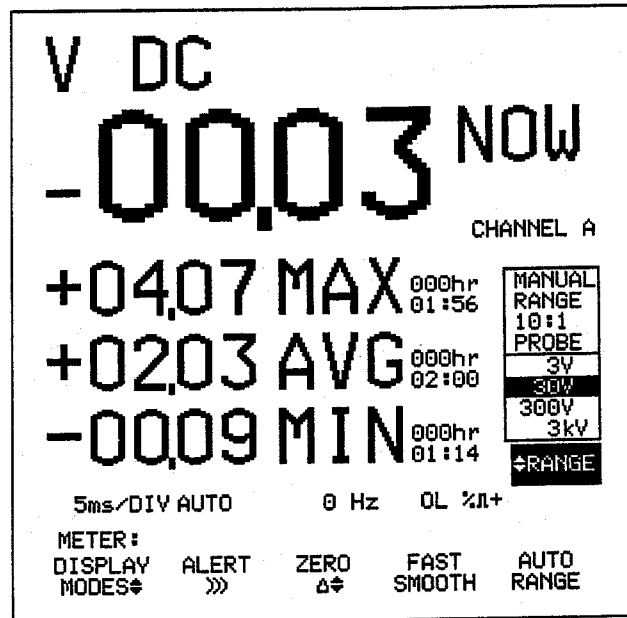 V DC
-00.03 NOW
CHANNEL A
+04.07 MAX 000hr 01:56
+02.03 AVG 000hr 02:00
-00.09 MIN 000hr 01:14
MANUAL
RANGE
10:1
PROBE
3V
30V
300V
3kV
RANGE
5ms/DIV AUTO 0 Hz OL %⎍+
METER:
DISPLAY MODES
ALERT
ZERO Δ
FAST SMOOTH
AUTO RANGE